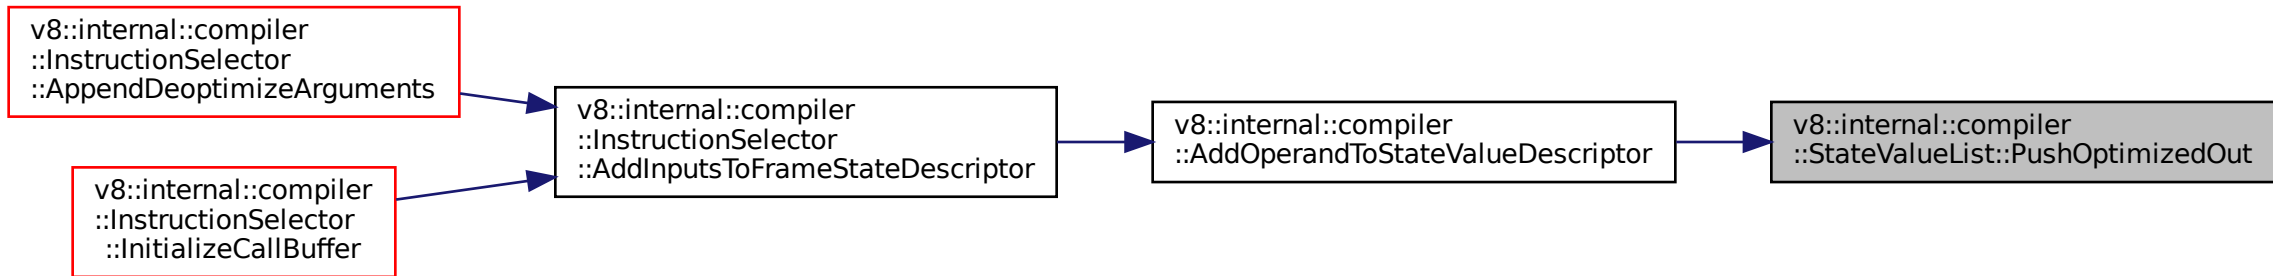 v8::internal::compiler
::InstructionSelector
::AppendDeoptimizeArguments
v8::internal::compiler
::InstructionSelector
::InitializeCallBuffer
v8::internal::compiler
::InstructionSelector
::AddInputsToFrameStateDescriptor
v8::internal::compiler
::AddOperandToStateValueDescriptor
v8::internal::compiler
::StateValueList::PushOptimizedOut